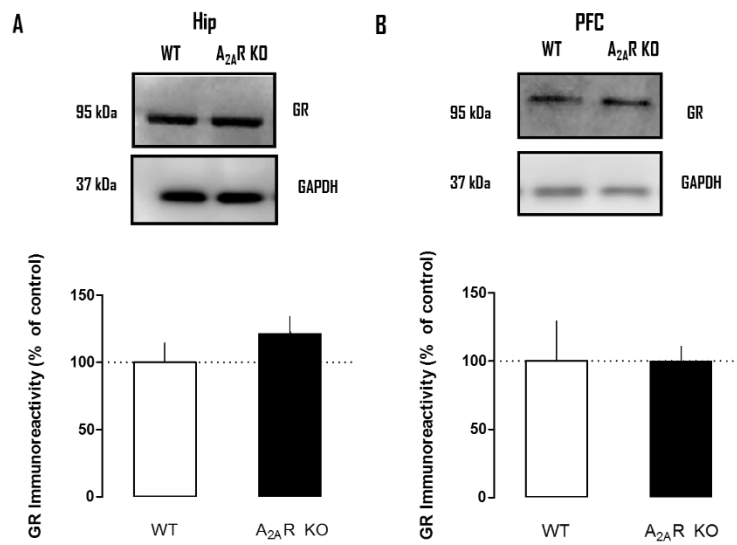 A
Hip
WT A₂ₐR KO
95 kDa
GR
37 kDa
GAPDH
GR Immunoreactivity (% of control)
150
100
50
0
WT A₂ₐR KO
B
PFC
WT A₂ₐR KO
95 kDa
GR
37 kDa
GAPDH
GR Immunoreactivity (% of control)
150
100
50
0
WT A₂ₐR KO